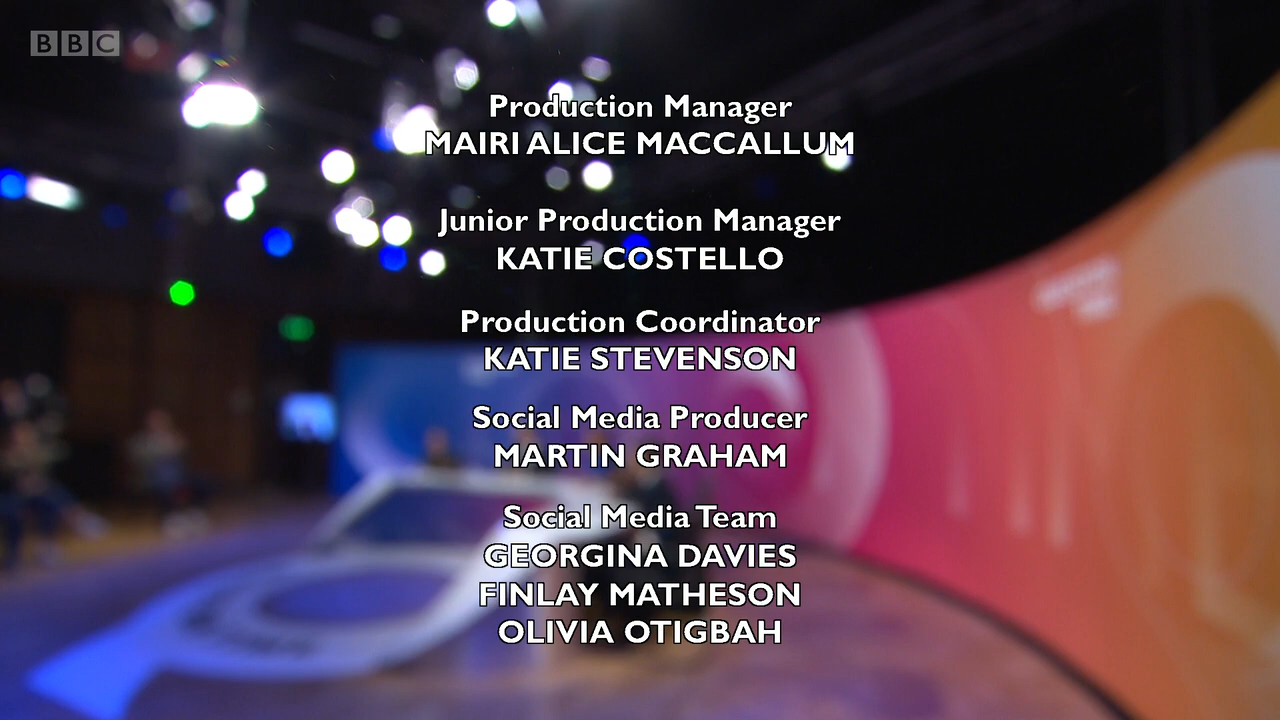 BBC
Production Manager
MAIRI ALICE MACCALLUM
Junior Production Manager
KATIE COSTELLO
Production Coordinator
KATIE STEVENSON
Social Media Producer
MARTIN GRAHAM
Social Media Team
GEORGINA DAVIES
FINLAY MATHESON
OLIVIA OTIGBAH